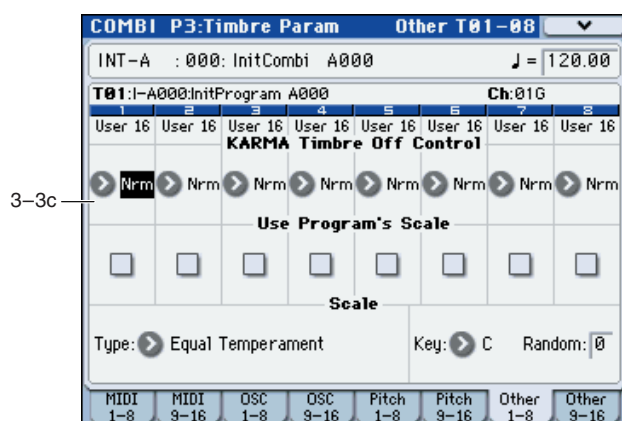 COMBI P3:Timbre Param Other T01-08
INT-A : 000: InitCombi A000 ♩= 120.00
T01:I-A000:InitProgram A000 Ch:01G
1 2 3 4 5 6 7 8
User 16 User 16 User 16 User 16 User 16 User 16 User 16 User 16
KARMA Timbre Off Control
3–3c
Nrm Nrm Nrm Nrm Nrm Nrm Nrm Nrm
Use Program's Scale
Scale
Type: Equal Temperament Key: C Random: 0
MIDI 1-8 MIDI 9-16 OSC 1-8 OSC 9-16 Pitch 1-8 Pitch 9-16 Other 1-8 Other 9-16